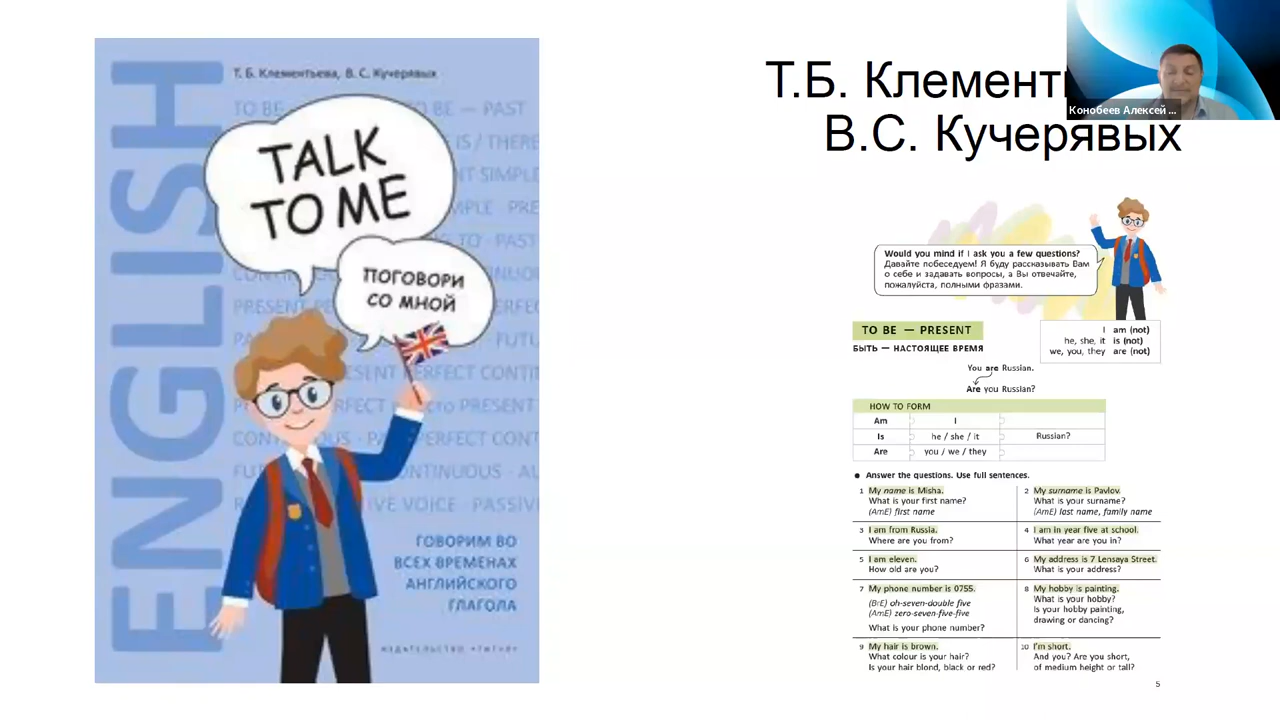 Т. Б. Клементьева, В. С. Кучерявых
ENGLISH
TALK
TO ME
ПОГОВОРИ
СО МНОЙ
ГОВОРИМ ВО
ВСЕХ ВРЕМЕНАХ
АНГЛИЙСКОГО
ГЛАГОЛА
ИЗДАТЕЛЬСТВО «ТИТУЛ»
Т.Б. Клементь
В.С. Кучерявых
Конобеев Алексей ...
Would you mind if I ask you a few questions?
Давайте побеседуем! Я буду рассказывать Вам
о себе и задавать вопросы, а Вы отвечайте,
пожалуйста, полными фразами.
TO BE — PRESENT
БЫТЬ — НАСТОЯЩЕЕ ВРЕМЯ
I am (not)
he, she, it is (not)
we, you, they are (not)
You are Russian.
Are you Russian?
HOW TO FORM
Am I
Is he / she / it Russian?
Are you / we / they
● Answer the questions. Use full sentences.
1 My name is Misha.
What is your first name?
(AmE) first name
2 My surname is Pavlov.
What is your surname?
(AmE) last name, family name
3 I am from Russia.
Where are you from?
4 I am in year five at school.
What year are you in?
5 I am eleven.
How old are you?
6 My address is 7 Lensaya Street.
What is your address?
7 My phone number is 0755.
(BrE) oh-seven-double five
(AmE) zero-seven-five-five
What is your phone number?
8 My hobby is painting.
What is your hobby?
Is your hobby painting,
drawing or dancing?
9 My hair is brown.
What colour is your hair?
Is your hair blond, black or red?
10 I'm short.
And you? Are you short,
of medium height or tall?
5